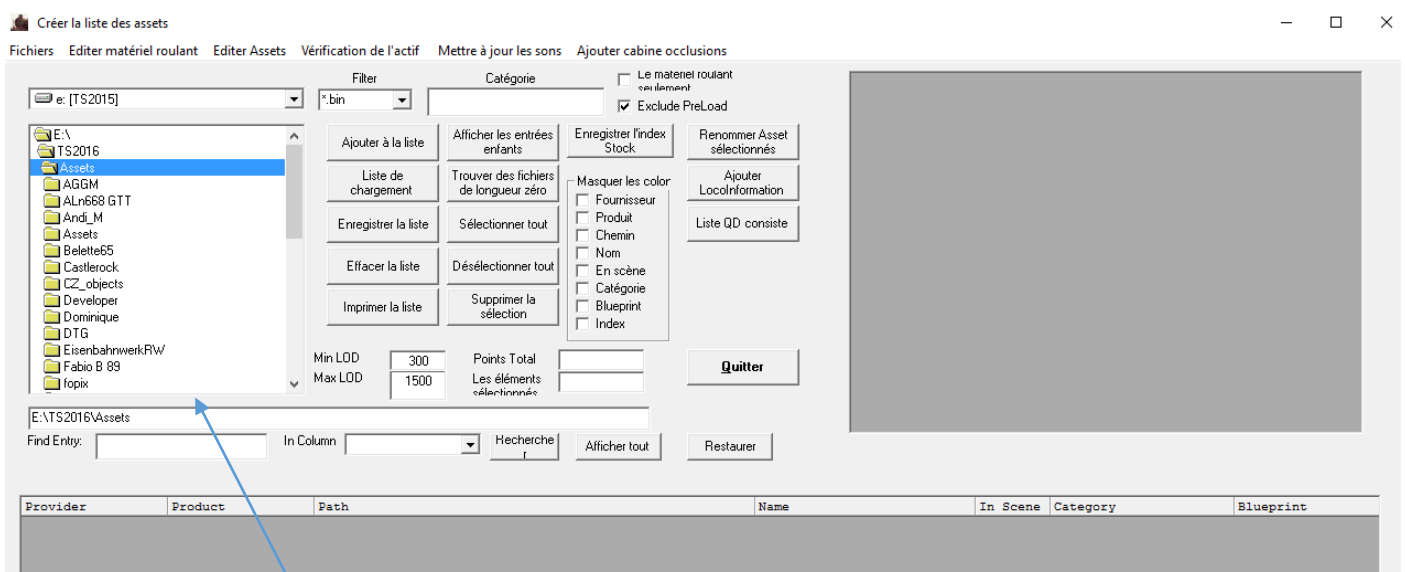 Créer la liste des assets
Fichiers Editer matériel roulant Editer Assets Vérification de l'actif Mettre à jour les sons Ajouter cabine occlusions
Filter
Catégorie
Le materiel roulant
seulement
e: [TS2015]
*.bin
Exclude PreLoad
E:\
TS2016
Assets
AGGM
ALn668 GTT
Andi_M
Assets
Belette65
Castlerock
CZ_objects
Developer
Dominique
DTG
EisenbahnwerkRW
Fabio B 89
fopix
Ajouter à la liste
Afficher les entrées
enfants
Enregistrer l'index
Stock
Renommer Asset
sélectionnés
Liste de
chargement
Trouver des fichiers
de longueur zéro
Masquer les color
Fournisseur
Produit
Chemin
Nom
En scène
Catégorie
Blueprint
Index
Ajouter
LocoInformation
Enregistrer la liste
Sélectionner tout
Liste QD consiste
Effacer la liste
Désélectionner tout
Imprimer la liste
Supprimer la
sélection
Min LOD
300
Points Total
Max LOD
1500
Les éléments
sélectionnés
Quitter
E:\TS2016\Assets
Find Entry:
In Column
Recherche
r
Afficher tout
Restaurer
Provider Product Path Name In Scene Category Blueprint